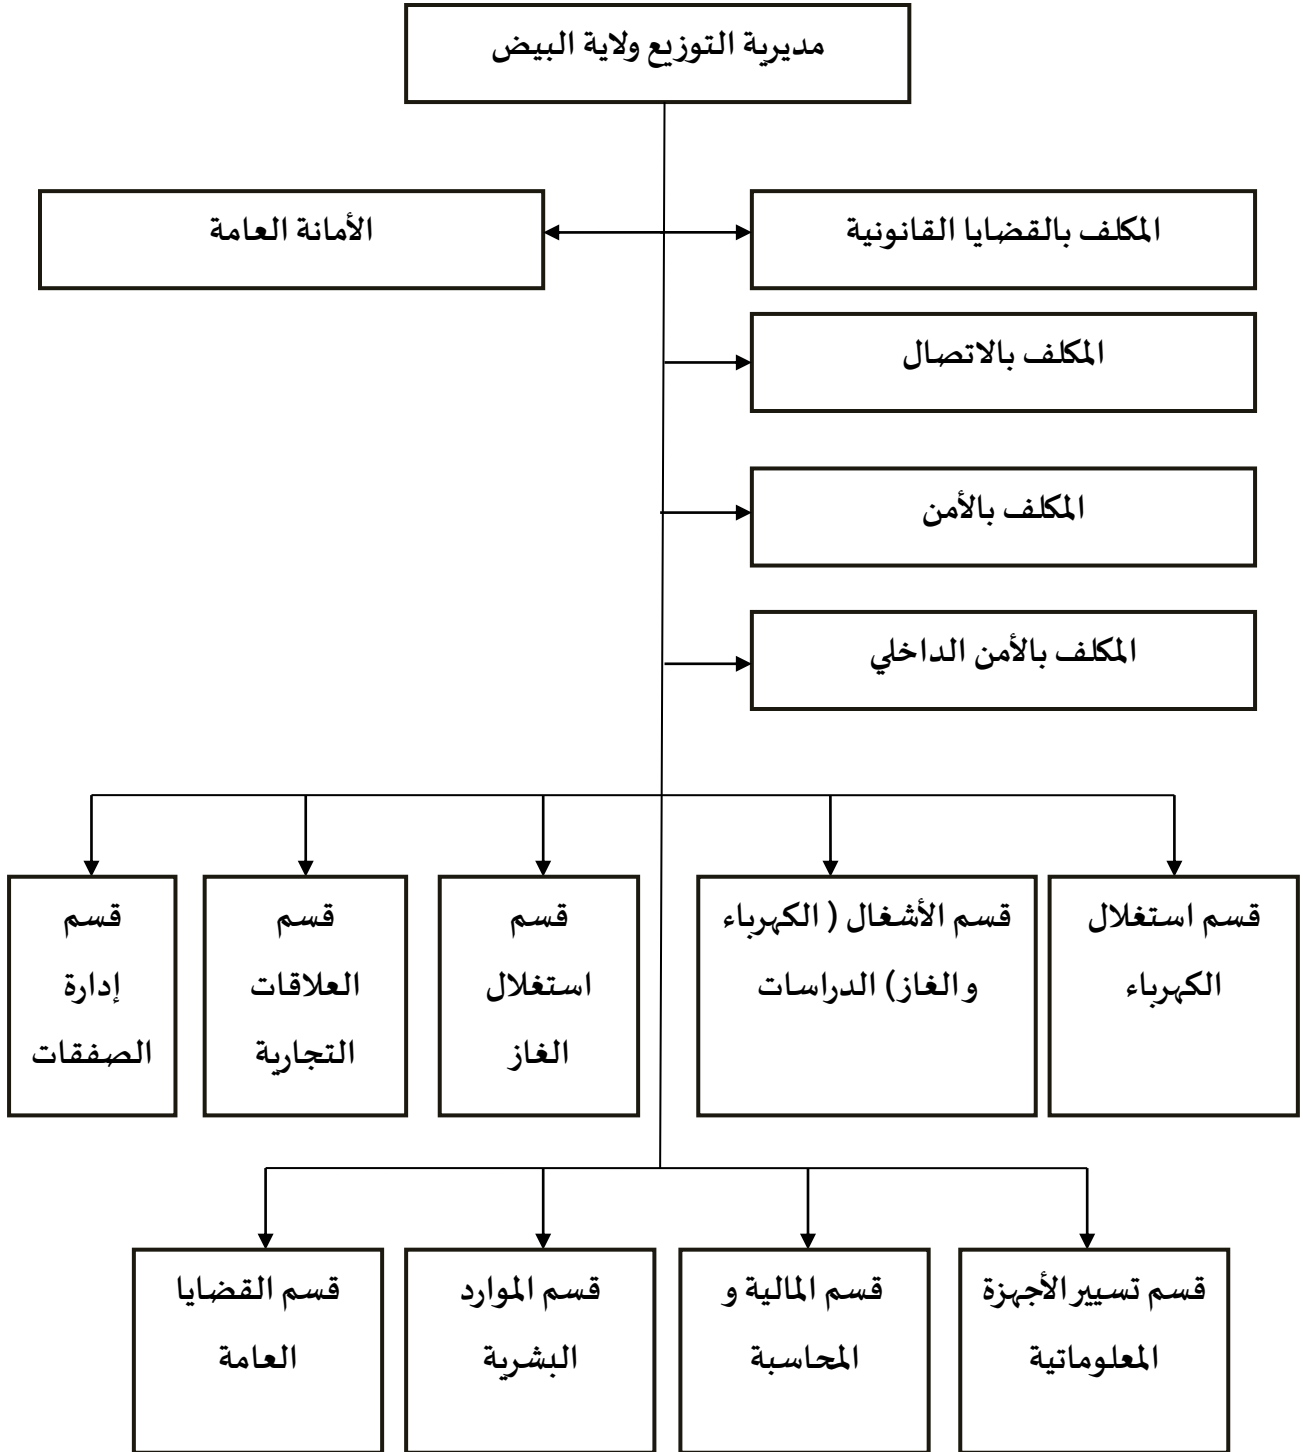 مديرية التوزيع ولاية البيض
المكلف بالقضايا القانونية
الأمانة العامة
المكلف بالاتصال
المكلف بالأمن
المكلف بالأمن الداخلي
قسم استغلال
الكهرباء
قسم الأشغال ( الكهرباء
و الغاز) الدراسات
قسم
استغلال
الغاز
قسم
العلاقات
التجارية
قسم
إدارة
الصفقات
قسم تسيير الأجهزة
المعلوماتية
قسم المالية و
المحاسبة
قسم الموارد
البشرية
قسم القضايا
العامة